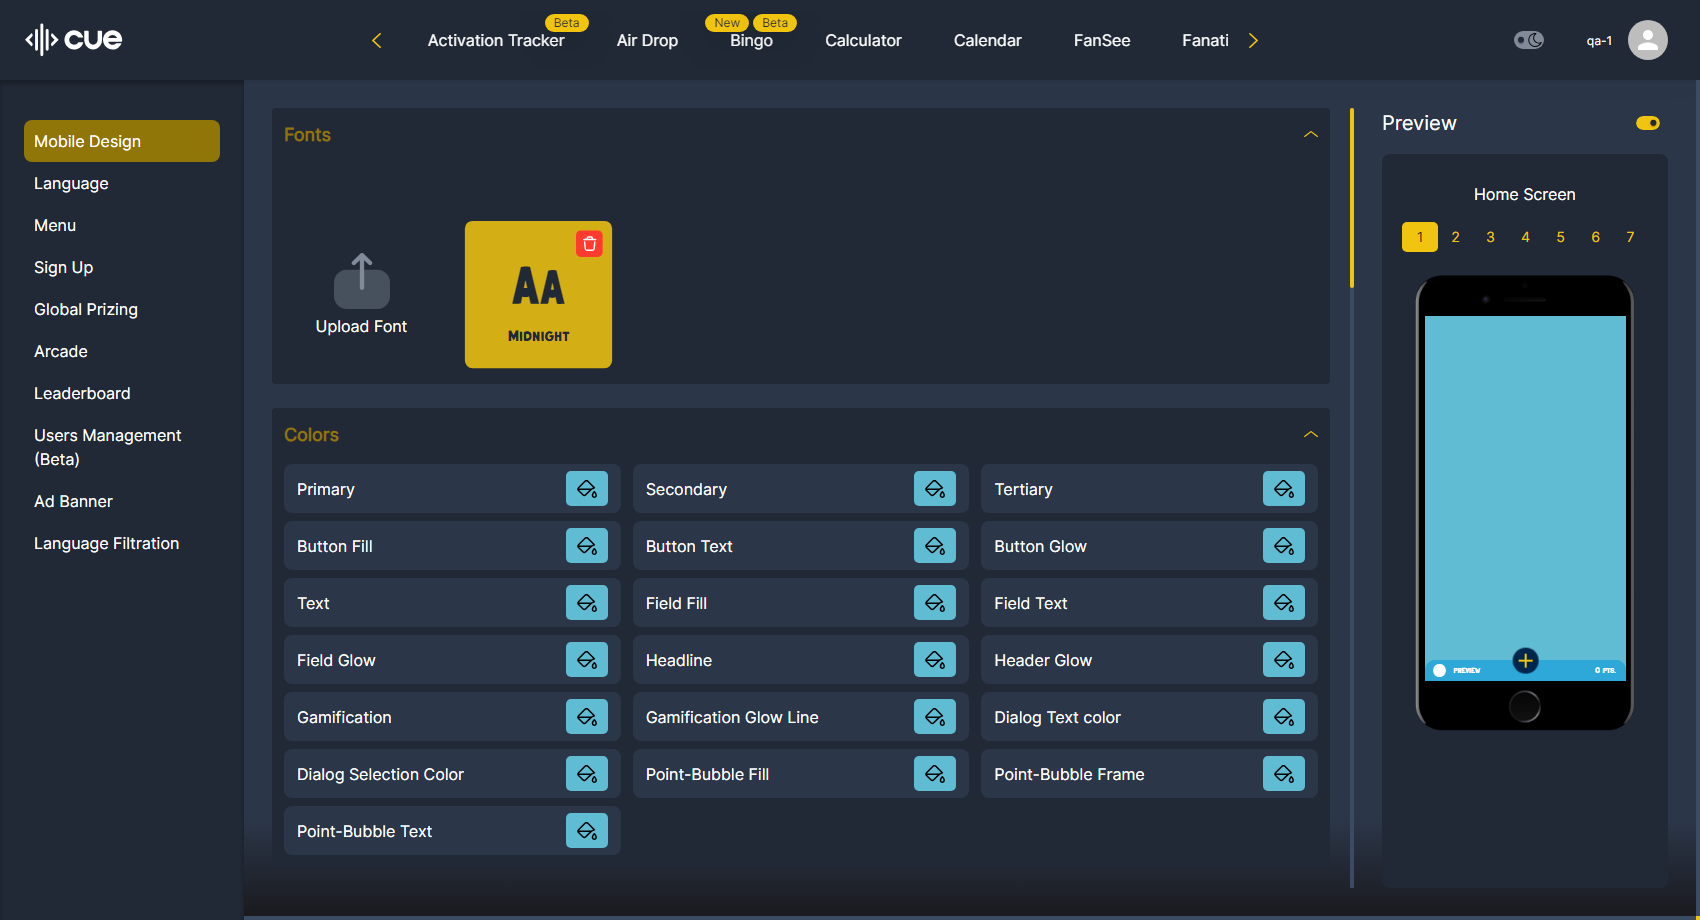 cue
Beta New Beta
Activation Tracker Air Drop Bingo Calculator Calendar FanSee Fanati
qa-1
Mobile Design
Language
Menu
Sign Up
Global Prizing
Arcade
Leaderboard
Users Management
(Beta)
Ad Banner
Language Filtration
Fonts
Upload Font
AA
MIDNIGHT
Colors
Primary Secondary Tertiary
Button Fill Button Text Button Glow
Text Field Fill Field Text
Field Glow Headline Header Glow
Gamification Gamification Glow Line Dialog Text color
Dialog Selection Color Point-Bubble Fill Point-Bubble Frame
Point-Bubble Text
Preview
Home Screen
1 2 3 4 5 6 7
PREVIEW 0 PTS.